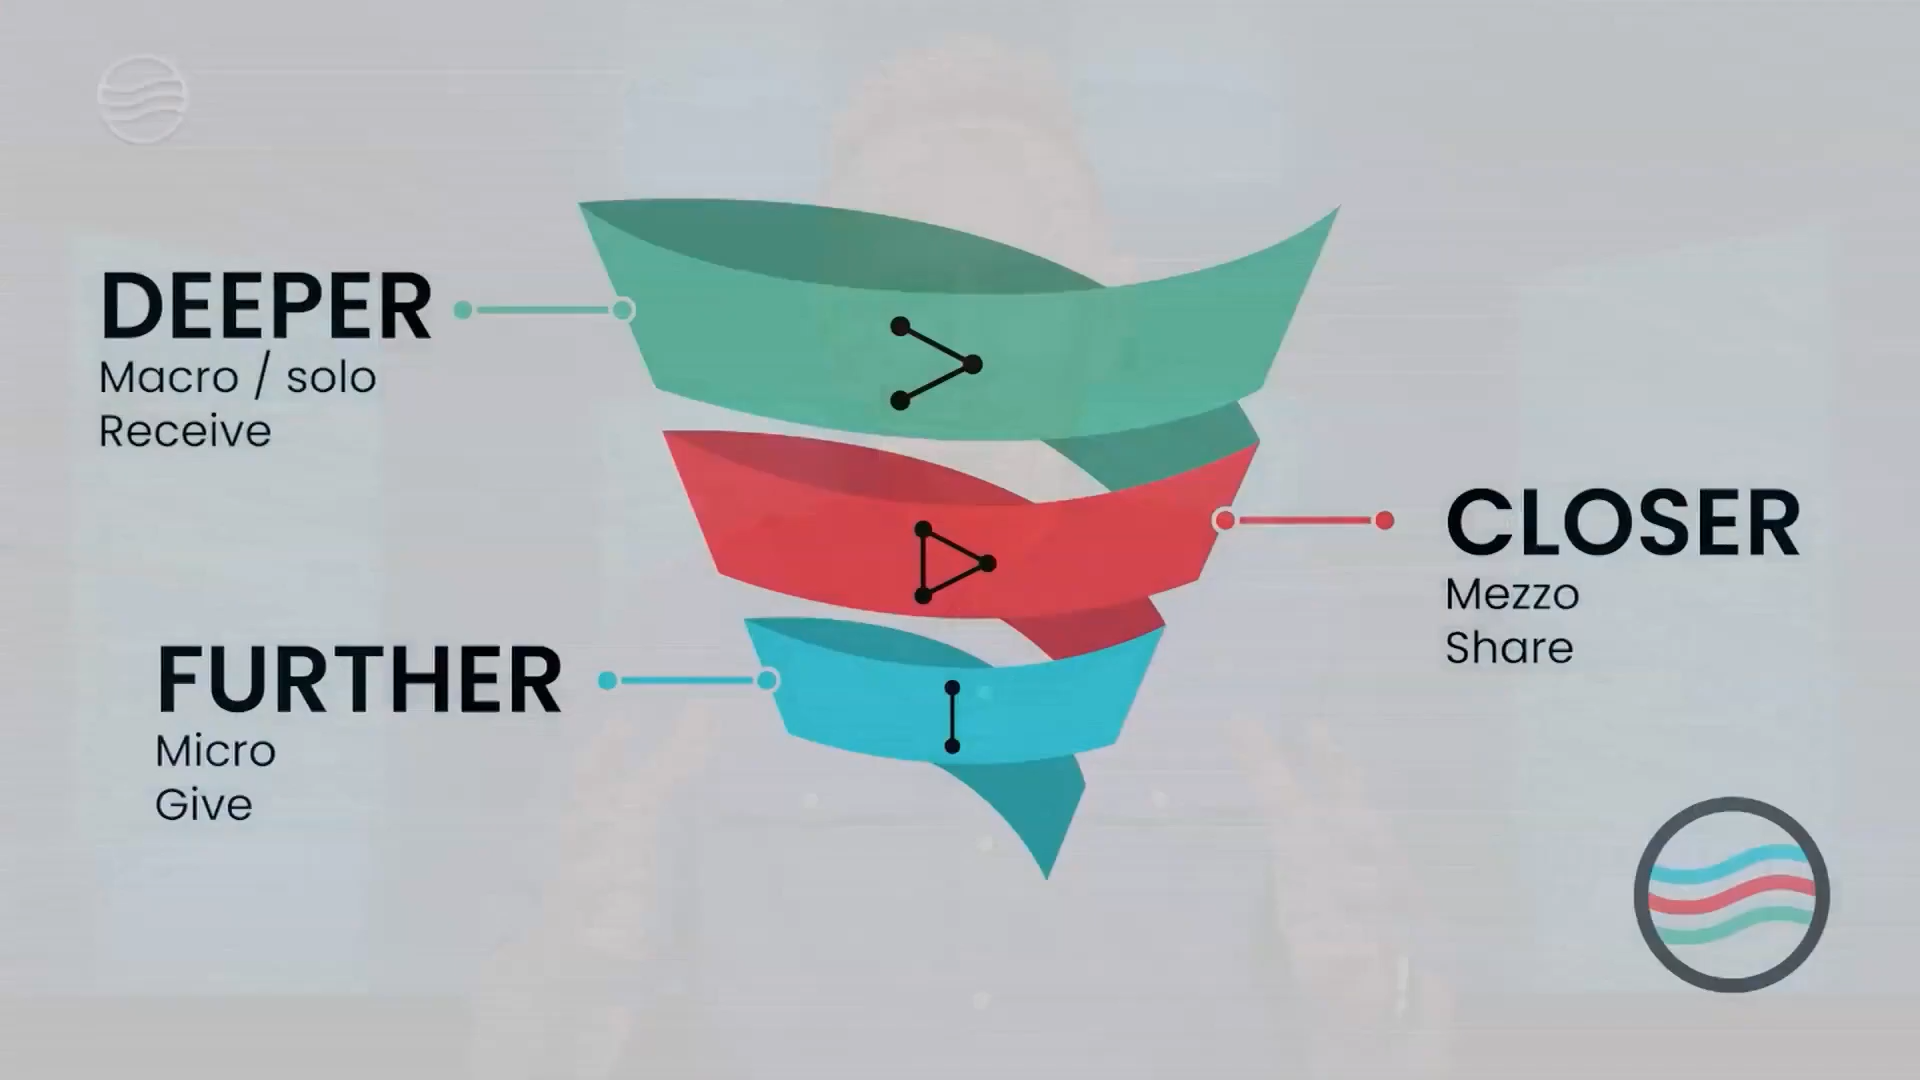 DEEPER
Macro / solo
Receive
CLOSER
Mezzo
Share
FURTHER
Micro
Give